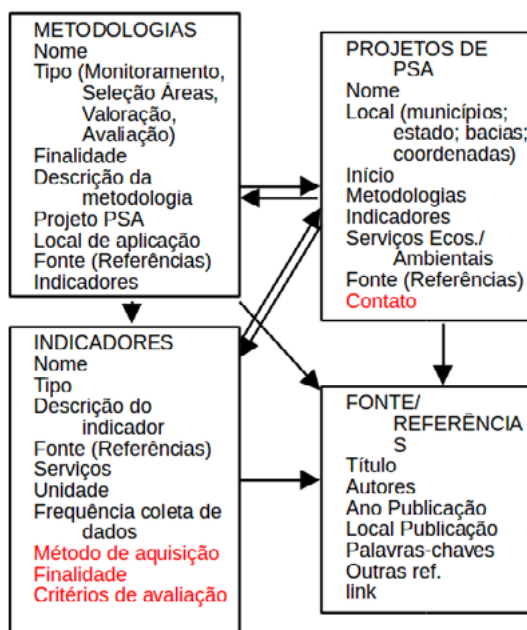 METODOLOGIAS
Nome
Tipo (Monitoramento,
Seleção Áreas,
Valoração,
Avaliação)
Finalidade
Descrição da
metodologia
Projeto PSA
Local de aplicação
Fonte (Referências)
Indicadores
PROJETOS DE
PSA
Nome
Local (municípios;
estado; bacias;
coordenadas)
Início
Metodologias
Indicadores
Serviços Ecos./
Ambientais
Fonte (Referências)
Contato
INDICADORES
Nome
Tipo
Descrição do
indicador
Fonte (Referências)
Serviços
Unidade
Frequência coleta de
dados
Método de aquisição
Finalidade
Critérios de avaliação
FONTE/
REFERÊNCIA
S
Título
Autores
Ano Publicação
Local Publicação
Palavras-chaves
Outras ref.
link